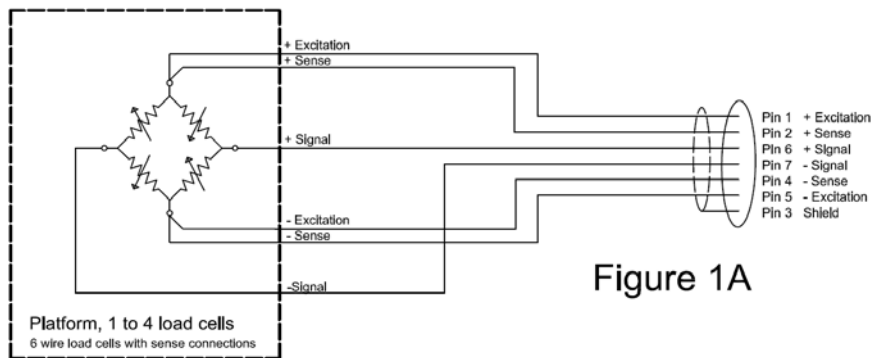 + Excitation
+ Sense
+ Signal
- Excitation
- Sense
-Signal
Platform, 1 to 4 load cells
6 wire load cells with sense connections
Pin 1 + Excitation
Pin 2 + Sense
Pin 6 + Signal
Pin 7 - Signal
Pin 4 - Sense
Pin 5 - Excitation
Pin 3 Shield
Figure 1A